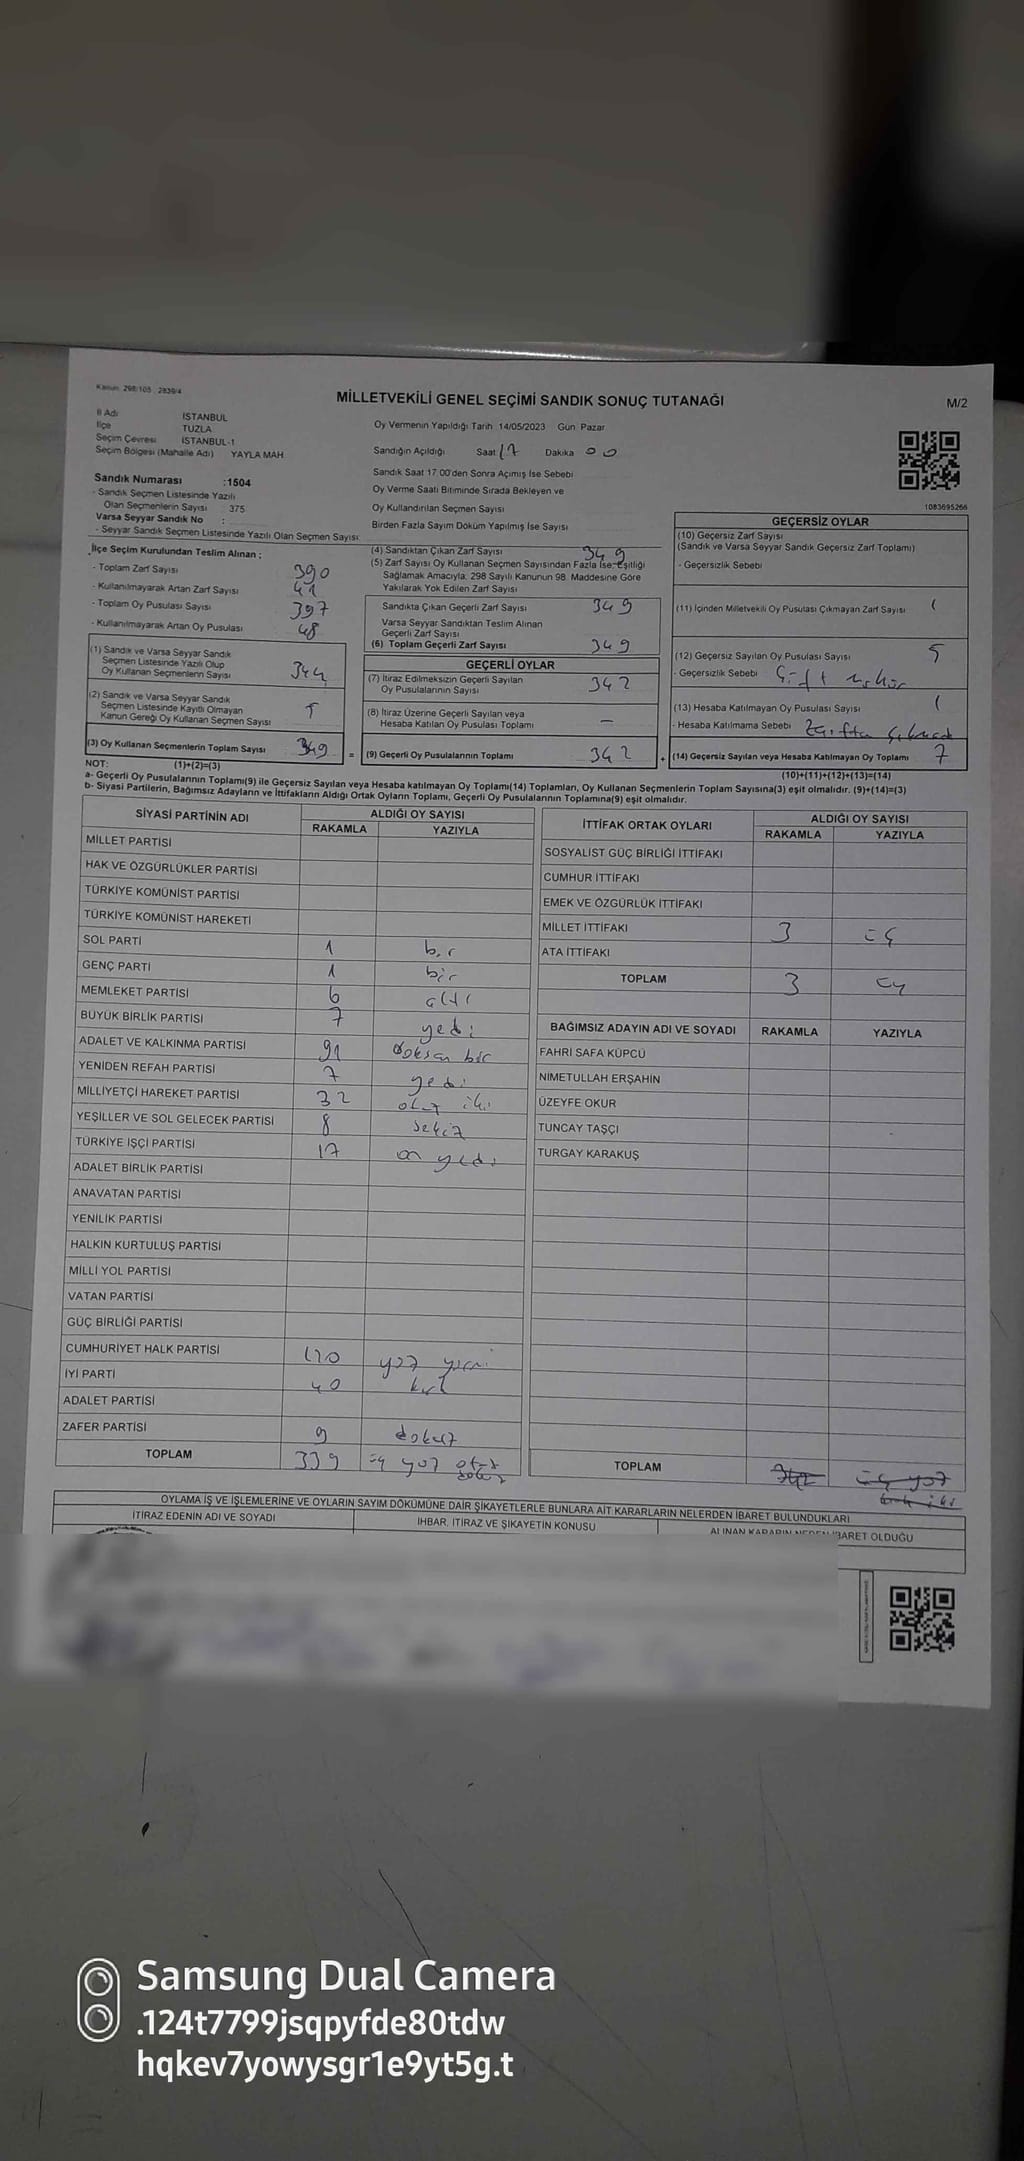 Kanun 298/105 2839/4
MİLLETVEKİLİ GENEL SEÇİMİ SANDIK SONUÇ TUTANAĞI
M/2
İl Adı İSTANBUL
İlçe TUZLA
Seçim Çevresi İSTANBUL-1
Seçim Bölgesi (Mahalle Adı) YAYLA MAH.
Oy Vermenin Yapıldığı Tarih 14/05/2023 Gün Pazar
Sandığın Açıldığı Saat 17 Dakika 00
Sandık Saat 17 00'den Sonra Açımış İse Sebebi
Oy Verme Saati Bitiminde Sırada Bekleyen ve
Oy Kullandırılan Seçmen Sayısı
Birden Fazla Sayım Döküm Yapılmış İse Sayısı
1083695266
Sandık Numarası :1504
- Sandık Seçmen Listesinde Yazılı
Olan Seçmenlerin Sayısı 375
Varsa Seyyar Sandık No :
- Seyyar Sandık Seçmen Listesinde Yazılı Olan Seçmen Sayısı:
İlçe Seçim Kurulundan Teslim Alınan :
- Toplam Zarf Sayısı 390
- Kullanılmayarak Artan Zarf Sayısı 41
- Toplam Oy Pusulası Sayısı 397
- Kullanılmayarak Artan Oy Pusulası 48
(1) Sandık ve Varsa Seyyar Sandık
Seçmen Listesinde Yazılı Olup
Oy Kullanan Seçmenlerin Sayısı 344
(2) Sandık ve Varsa Seyyar Sandık
Seçmen Listesinde Kayıtlı Olmayan
Kanun Gereği Oy Kullanan Seçmen Sayısı 5
(3) Oy Kullanan Seçmenlerin Toplam Sayısı 349
(4) Sandıktan Çıkan Zarf Sayısı 349
(5) Zarf Sayısı Oy Kullanan Seçmen Sayısından Fazla İse, Eşitliği
Sağlamak Amacıyla, 298 Sayılı Kanunun 98. Maddesine Göre
Yakılarak Yok Edilen Zarf Sayısı
Sandıkta Çıkan Geçerli Zarf Sayısı 349
Varsa Seyyar Sandıktan Teslim Alınan
Geçerli Zarf Sayısı
(6) Toplam Geçerli Zarf Sayısı 349
GEÇERLİ OYLAR
(7) İtiraz Edilmeksizin Geçerli Sayılan
Oy Pusulalarının Sayısı 342
(8) İtiraz Üzerine Geçerli Sayılan veya
Hesaba Katılan Oy Pusulası Toplamı —
= (9) Geçerli Oy Pusulalarının Toplamı 342
GEÇERSİZ OYLAR
(10) Geçersiz Zarf Sayısı
(Sandık ve Varsa Seyyar Sandık Geçersiz Zarf Toplamı)
- Geçersizlik Sebebi
(11) İçinden Milletvekili Oy Pusulası Çıkmayan Zarf Sayısı 1
(12) Geçersiz Sayılan Oy Pusulası Sayısı 5
- Geçersizlik Sebebi Çift mühür
(13) Hesaba Katılmayan Oy Pusulası Sayısı 1
- Hesaba Katılmama Sebebi Zarftan çıkmadı
+ (14) Geçersiz Sayılan veya Hesaba Katılmayan Oy Toplamı 7
NOT: (1)+(2)=(3)
(10)+(11)+(12)+(13)=(14)
a- Geçerli Oy Pusulalarının Toplamı(9) ile Geçersiz Sayılan veya Hesaba katılmayan Oy Toplamı(14) Toplamları, Oy Kullanan Seçmenlerin Toplam Sayısına(3) eşit olmalıdır. (9)+(14)=(3)
b- Siyasi Partilerin, Bağımsız Adayların ve İttifakların Aldığı Ortak Oyların Toplamı, Geçerli Oy Pusulalarının Toplamına(9) eşit olmalıdır.
SİYASİ PARTİNİN ADI ALDIĞI OY SAYISI
RAKAMLA YAZIYLA
MİLLET PARTİSİ
HAK VE ÖZGÜRLÜKLER PARTİSİ
TÜRKİYE KOMÜNİST PARTİSİ
TÜRKİYE KOMÜNİST HAREKETİ
SOL PARTİ 1 bir
GENÇ PARTİ 1 bir
MEMLEKET PARTİSİ 6 altı
BÜYÜK BİRLİK PARTİSİ 7 yedi
ADALET VE KALKINMA PARTİSİ 91 doksan bir
YENİDEN REFAH PARTİSİ 7 yedi
MİLLİYETÇİ HAREKET PARTİSİ 32 otuz iki
YEŞİLLER VE SOL GELECEK PARTİSİ 8 sekiz
TÜRKİYE İŞÇİ PARTİSİ 17 on yedi
ADALET BİRLİK PARTİSİ
ANAVATAN PARTİSİ
YENİLİK PARTİSİ
HALKIN KURTULUŞ PARTİSİ
MİLLİ YOL PARTİSİ
VATAN PARTİSİ
GÜÇ BİRLİĞİ PARTİSİ
CUMHURİYET HALK PARTİSİ 120 yüz yirmi
İYİ PARTİ 40 kırk
ADALET PARTİSİ
ZAFER PARTİSİ 9 dokuz
TOPLAM 339 üç yüz otuz dokuz
İTTİFAK ORTAK OYLARI ALDIĞI OY SAYISI
RAKAMLA YAZIYLA
SOSYALİST GÜÇ BİRLİĞİ İTTİFAKI
CUMHUR İTTİFAKI
EMEK VE ÖZGÜRLÜK İTTİFAKI
MİLLET İTTİFAKI 3 üç
ATA İTTİFAKI
TOPLAM 3 üç
BAĞIMSIZ ADAYIN ADI VE SOYADI RAKAMLA YAZIYLA
FAHRİ SAFA KÜPCÜ
NİMETULLAH ERŞAHİN
ÜZEYFE OKUR
TUNCAY TAŞÇI
TURGAY KARAKUŞ
TOPLAM 342 üç yüz kırk iki
OYLAMA İŞ VE İŞLEMLERİNE VE OYLARIN SAYIM DÖKÜMÜNE DAİR ŞİKAYETLERLE BUNLARA AİT KARARLARIN NELERDEN İBARET BULUNDUKLARI
İTİRAZ EDENİN ADI VE SOYADI İHBAR, İTİRAZ VE ŞİKAYETİN KONUSU ALINAN KARARIN NEDEN İBARET OLDUĞU
Samsung Dual Camera
.124t7799jsqpyfde80tdw
hqkev7yowysgr1e9yt5g.t